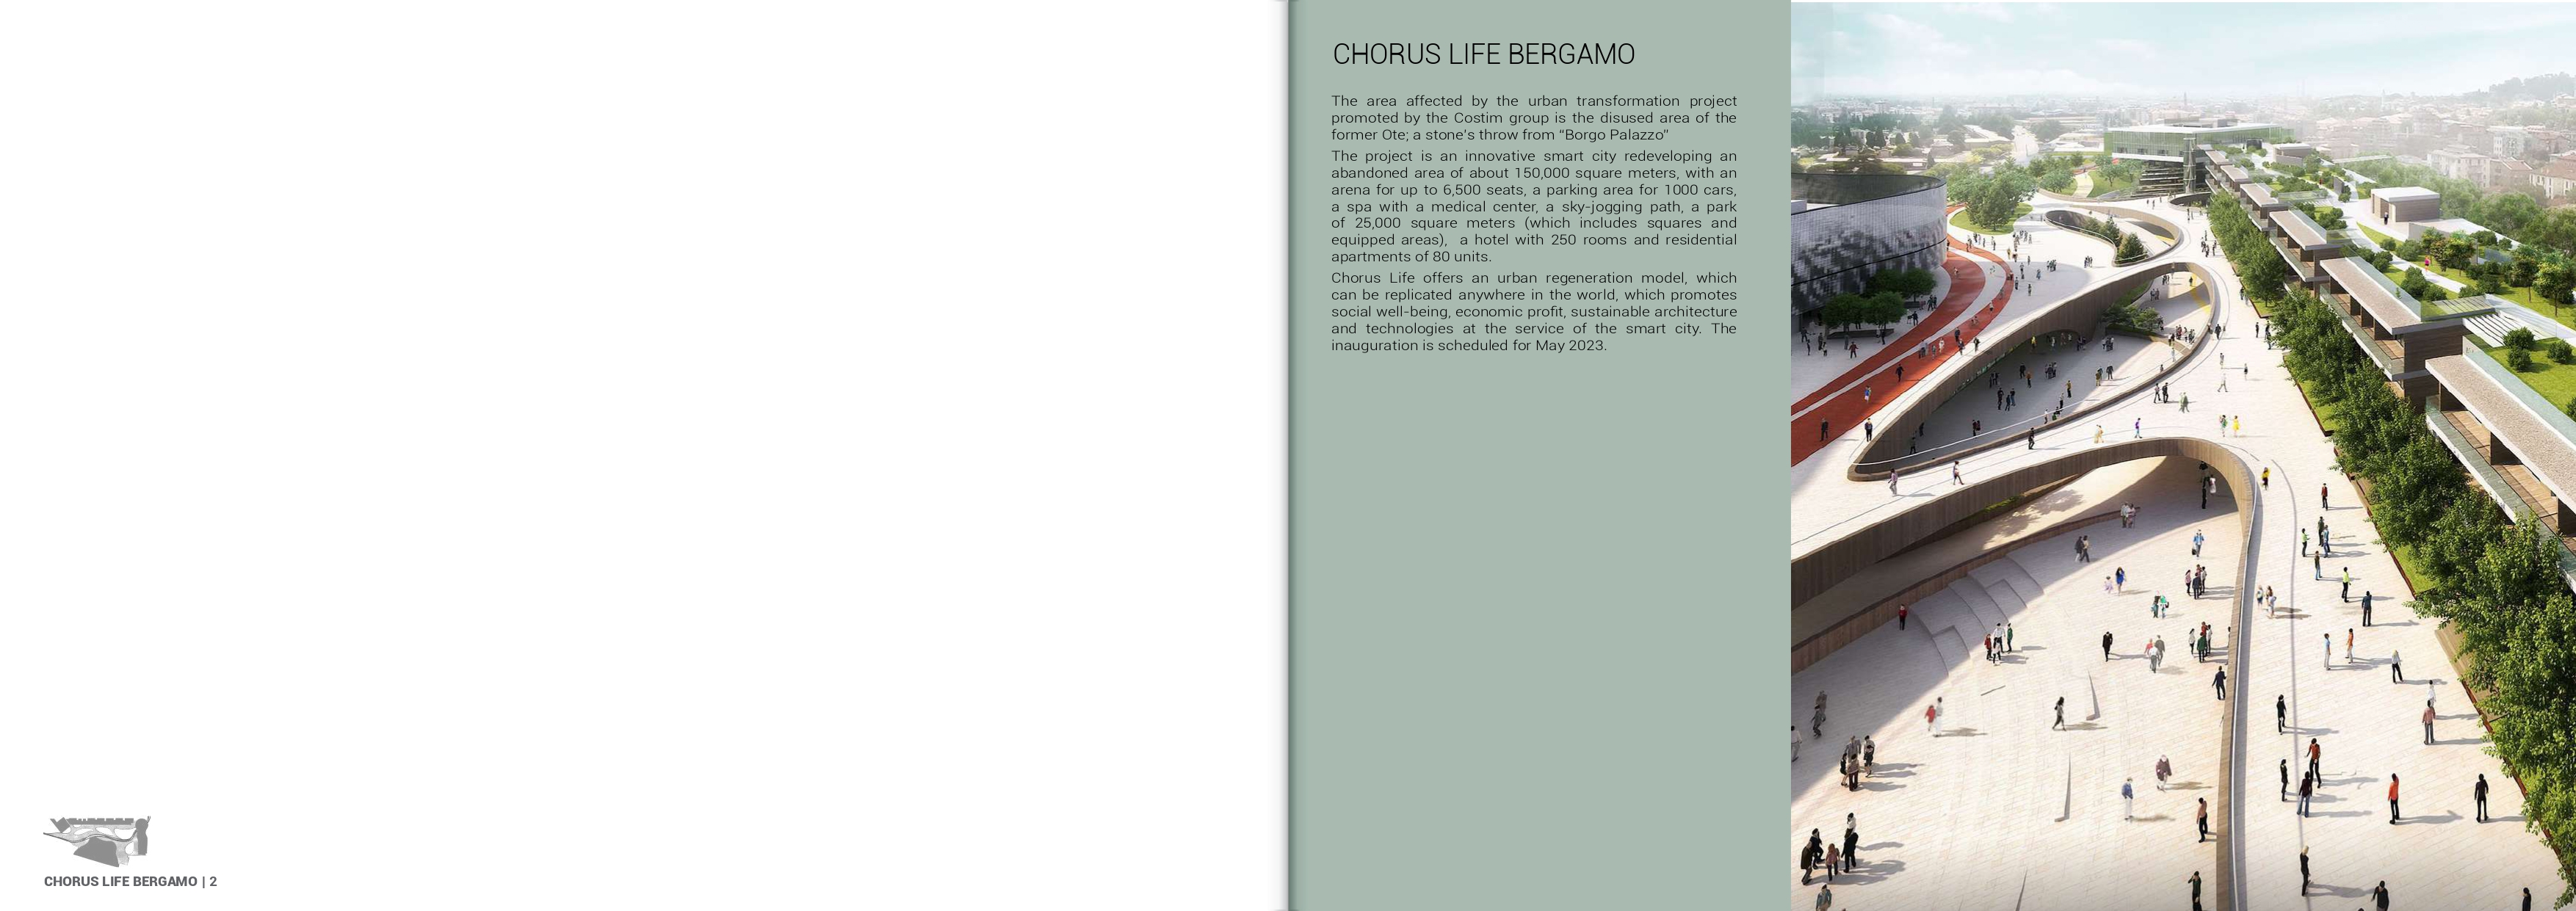 CHORUS LIFE BERGAMO | 2
CHORUS LIFE BERGAMO
The area affected by the urban transformation project
promoted by the Costim group is the disused area of the
former Ote; a stone's throw from “Borgo Palazzo"
The project is an innovative smart city redeveloping an
abandoned area of about 150,000 square meters, with an
arena for up to 6,500 seats, a parking area for 1000 cars,
a spa with a medical center, a sky-jogging path, a park
of 25,000 square meters (which includes squares and
equipped areas), a hotel with 250 rooms and residential
apartments of 80 units.
Chorus Life offers an urban regeneration model, which
can be replicated anywhere in the world, which promotes
social well-being, economic profit, sustainable architecture
and technologies at the service of the smart city. The
inauguration is scheduled for May 2023.